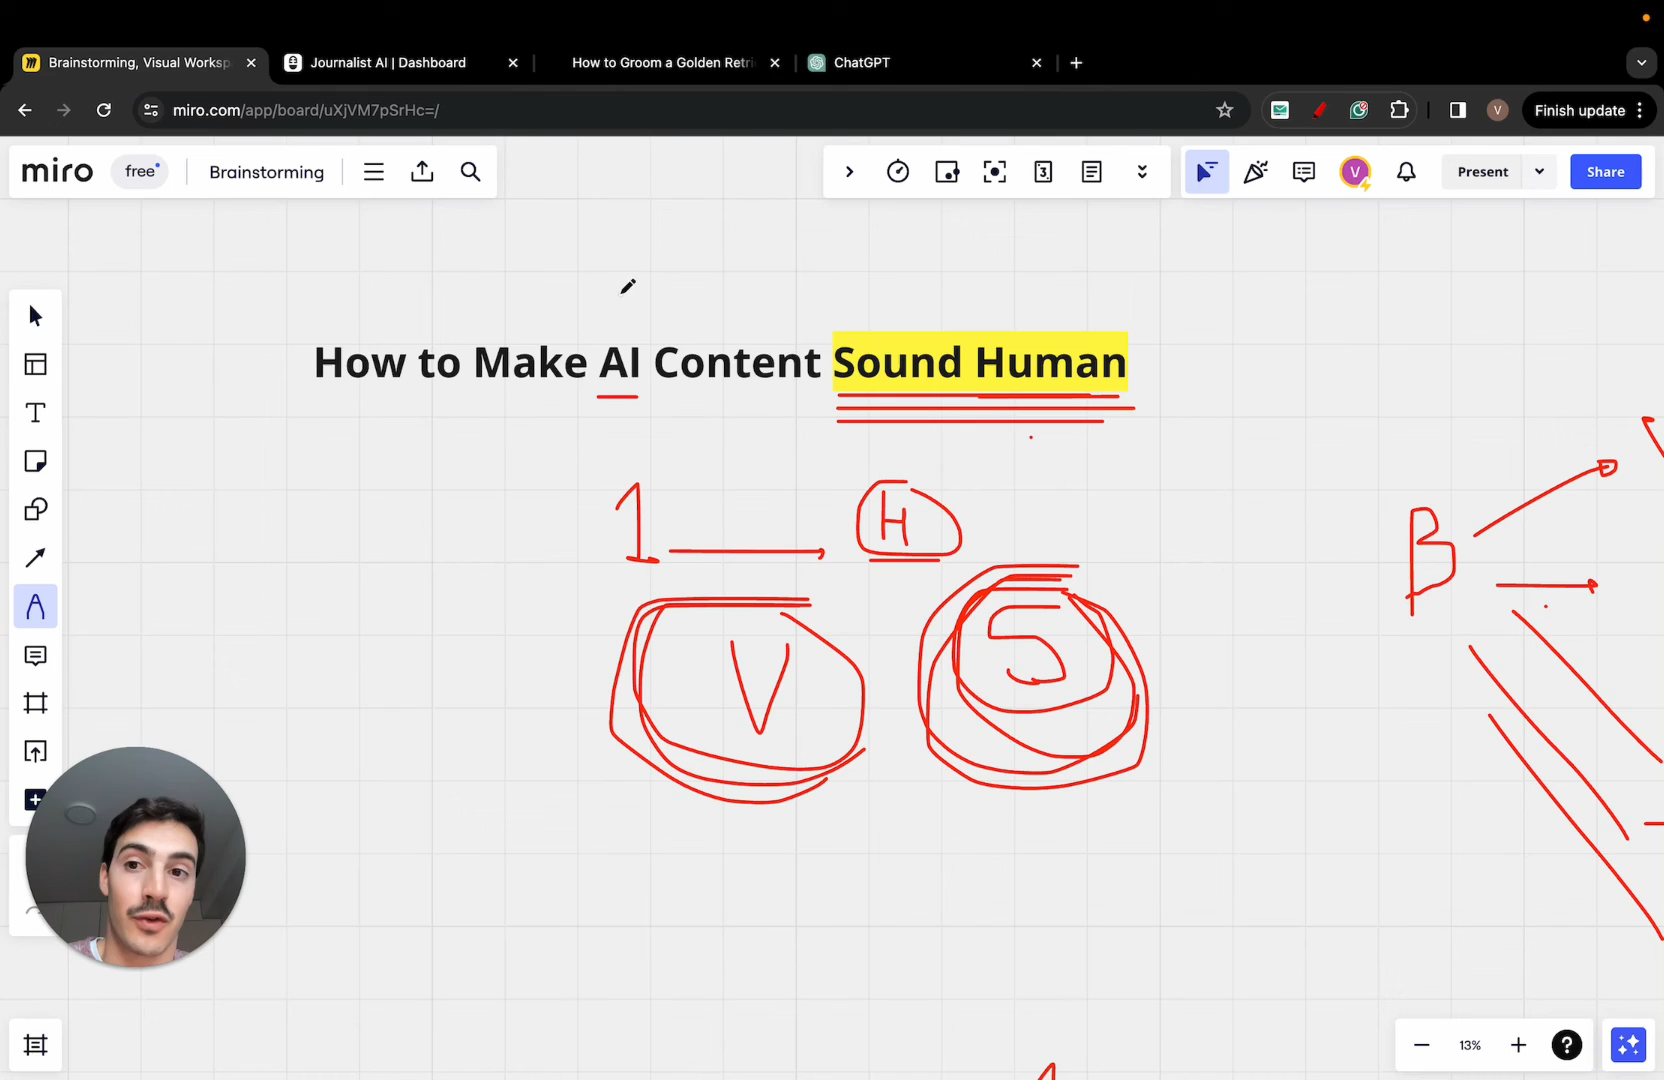 Brainstorming, Visual Worksp
Journalist AI | Dashboard
How to Groom a Golden Retri
ChatGPT
miro.com/app/board/uXjVM7pSrHc=/
V
Finish update
miro
free
Brainstorming
3
V
Present
Share
How to Make AI Content Sound Human
1
H
V
5
B
13%
?